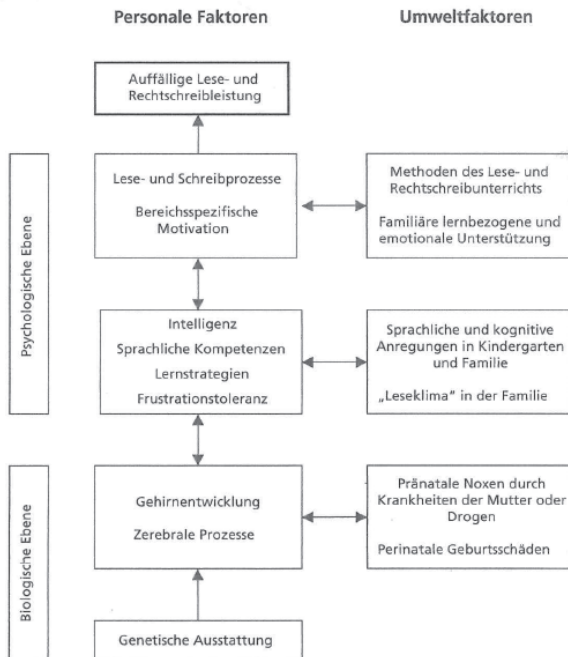 Personale Faktoren
Umweltfaktoren
Auffällige Lese- und
Rechtschreibleistung
Psychologische Ebene
Lese- und Schreibprozesse
Bereichsspezifische
Motivation
Methoden des Lese- und
Rechtschreibunterrichts
Familiäre lernbezogene und
emotionale Unterstützung
Intelligenz
Sprachliche Kompetenzen
Lernstrategien
Frustrationstoleranz
Sprachliche und kognitive
Anregungen in Kindergarten
und Familie
„Leseklima" in der Familie
Biologische Ebene
Gehirnentwicklung
Zerebrale Prozesse
Pränatale Noxen durch
Krankheiten der Mutter oder
Drogen
Perinatale Geburtsschäden
Genetische Ausstattung